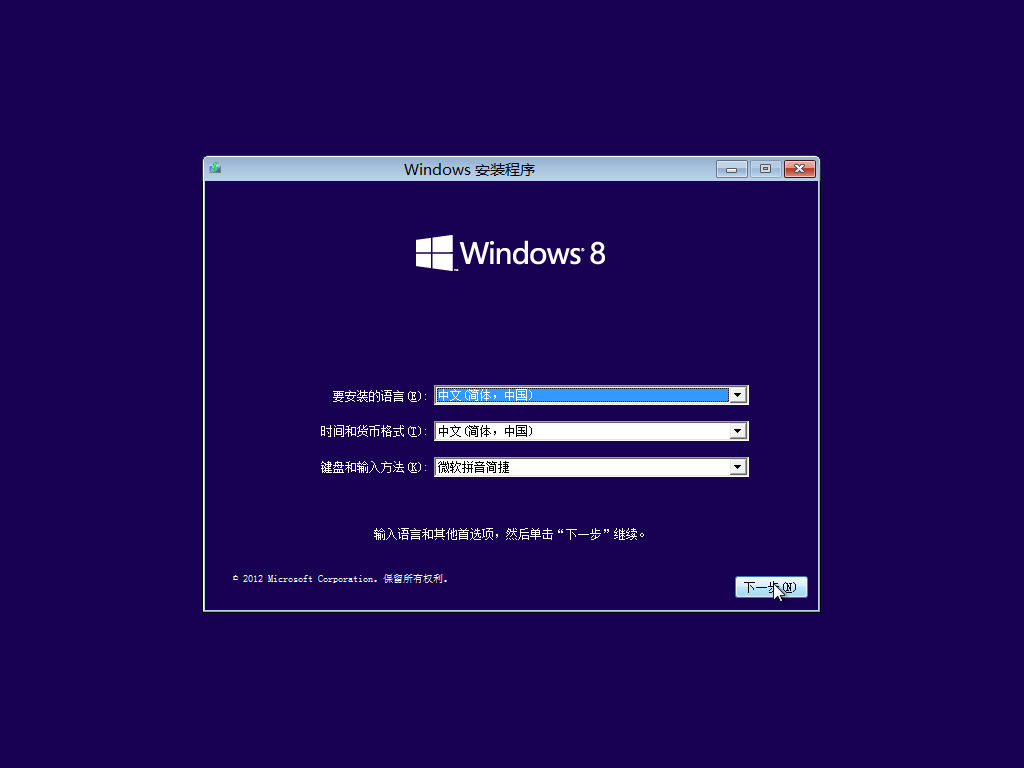 Windows 安装程序
Windows 8
要安装的语言(E): 中文(简体，中国)
时间和货币格式(T): 中文(简体，中国)
键盘和输入方法(K): 微软拼音简捷
输入语言和其他首选项，然后单击“下一步”继续。
© 2012 Microsoft Corporation。保留所有权利。
下一步(N)